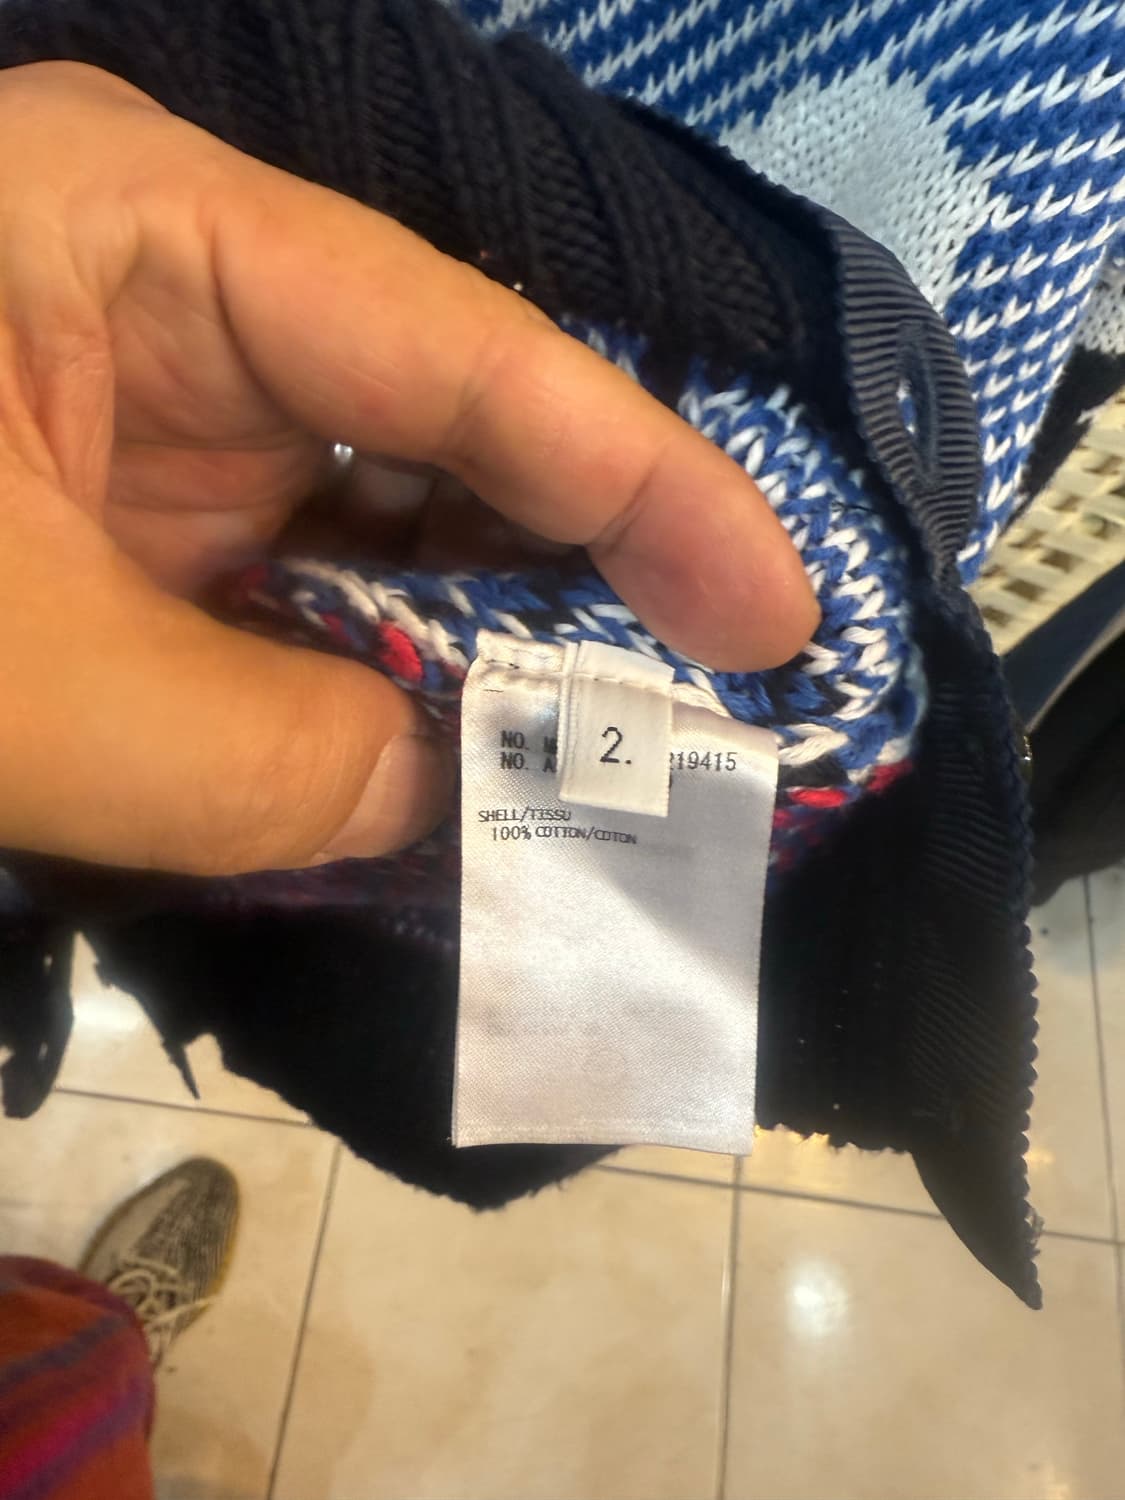 2.
NO.
NO. A 219415
SHELL/TISSU
100% COTTON/COTON